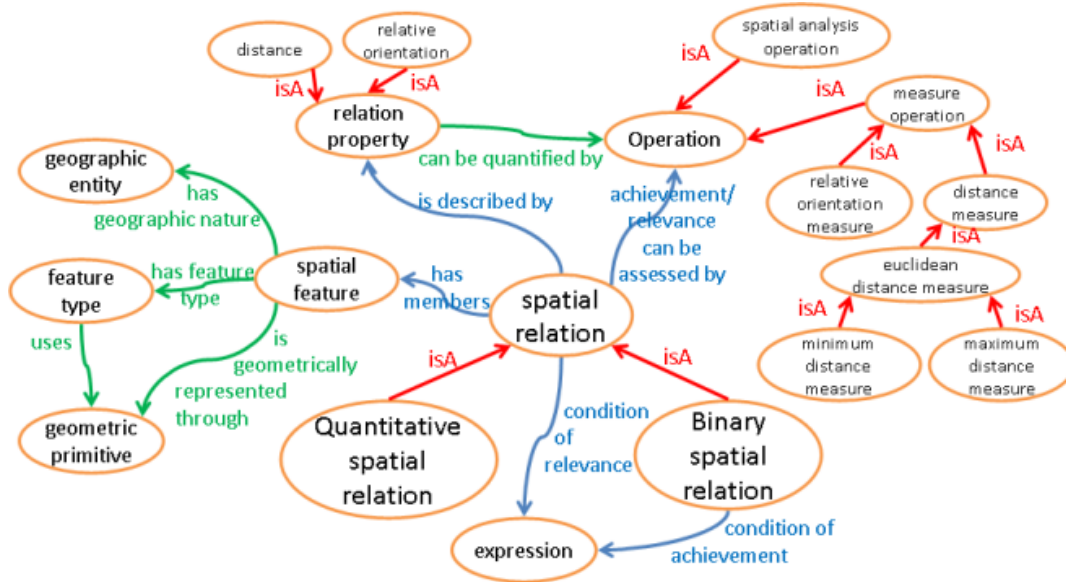 distance
relative
orientation
spatial analysis
operation
isA
isA
isA
isA
relation
property
Operation
measure
operation
can be quantified by
geographic
entity
has
geographic nature
is described by
achievement/
relevance
can be
assessed by
isA
isA
relative
orientation
measure
distance
measure
isA
feature
type
has feature
type
spatial
feature
has
members
spatial
relation
euclidean
distance measure
uses
is
geometrically
represented
through
isA
isA
isA
isA
minimum
distance
measure
maximum
distance
measure
geometric
primitive
Quantitative
spatial
relation
condition
of
relevance
Binary
spatial
relation
expression
condition of
achievement